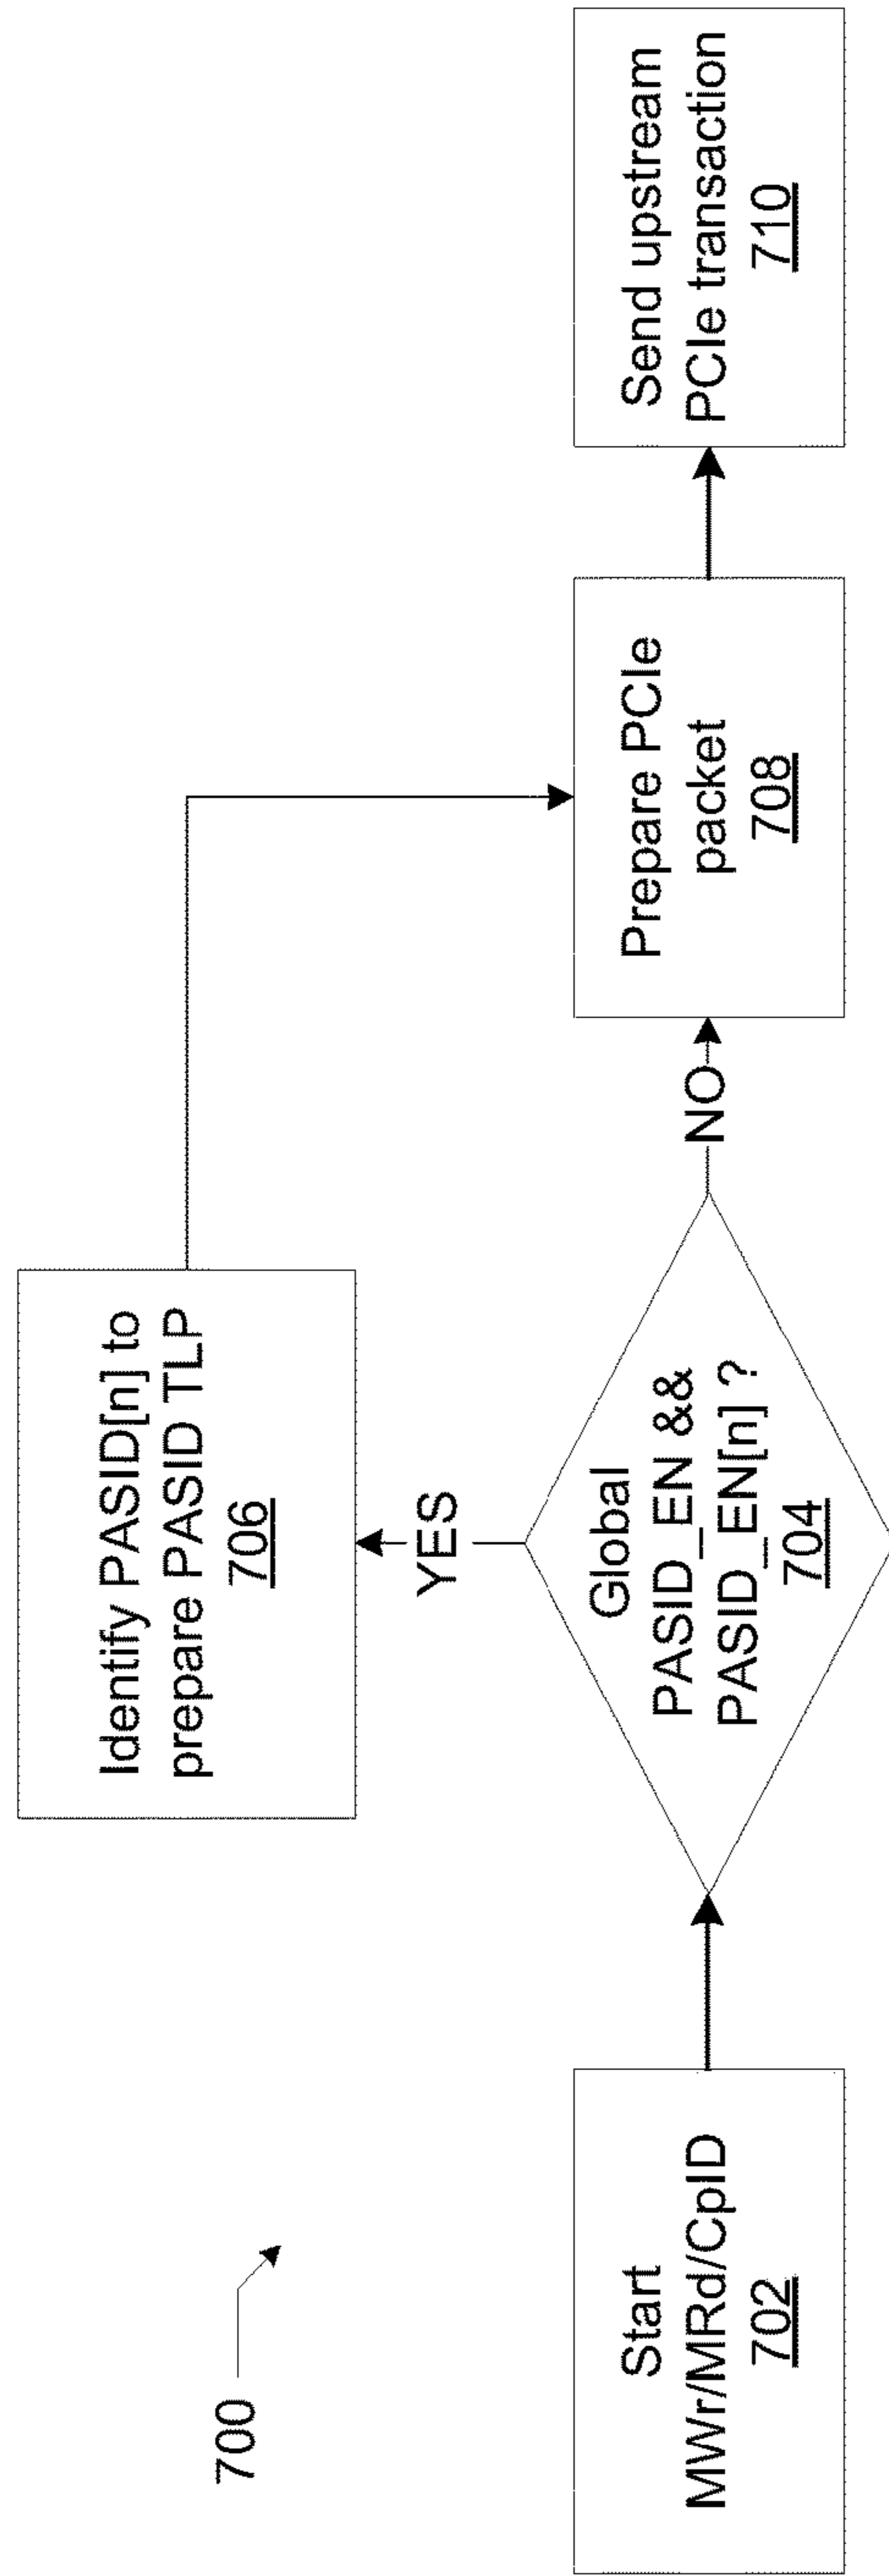 700
Start
MWr/MRd/CplD
702
Global
PASID_EN &&
PASID_EN[n] ?
704
YES
Identify PASID[n] to
prepare PASID TLP
706
NO
Prepare PCIe
packet
708
Send upstream
PCIe transaction
710